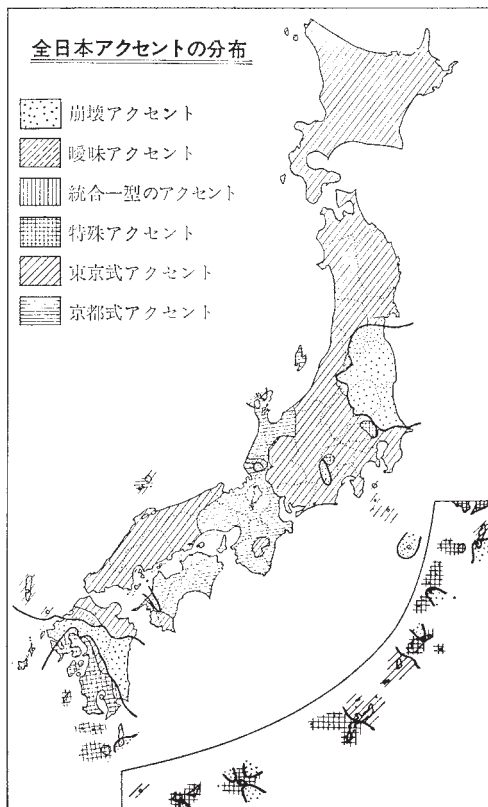 全日本アクセントの分布
崩壊アクセント
曖昧アクセント
統合一型のアクセント
特殊アクセント
東京式アクセント
京都式アクセント